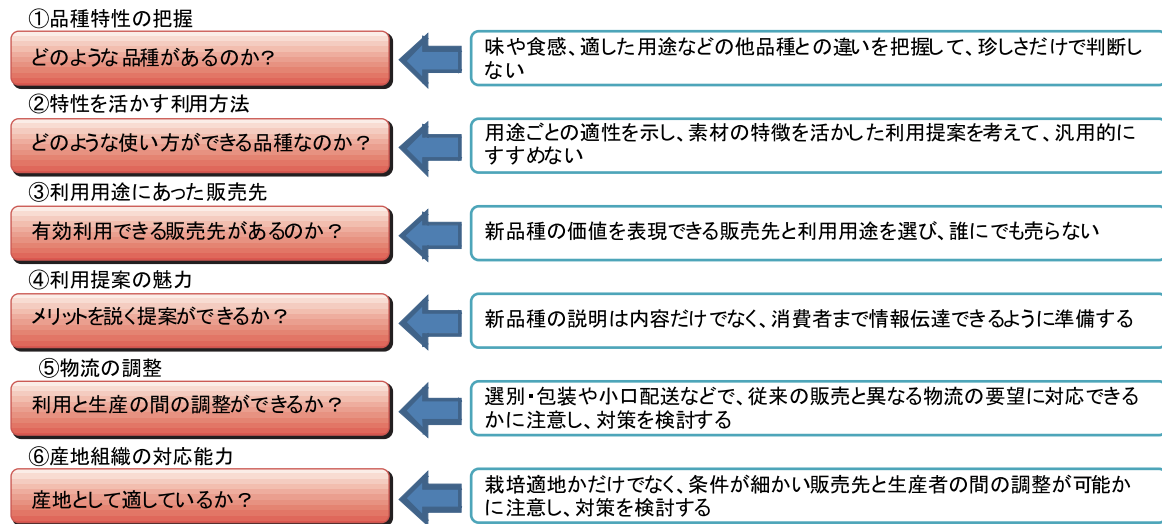 ①品種特性の把握
どのような品種があるのか？
味や食感、適した用途などの他品種との違いを把握して、珍しさだけで判断し
ない
②特性を活かす利用方法
どのような使い方ができる品種なのか？
用途ごとの適性を示し、素材の特徴を活かした利用提案を考えて、汎用的に
すすめない
③利用用途にあった販売先
有効利用できる販売先があるのか？
新品種の価値を表現できる販売先と利用用途を選び、誰にでも売らない
④利用提案の魅力
メリットを説く提案ができるか？
新品種の説明は内容だけでなく、消費者まで情報伝達できるように準備する
⑤物流の調整
利用と生産の間の調整ができるか？
選別・包装や小口配送などで、従来の販売と異なる物流の要望に対応できる
かに注意し、対策を検討する
⑥産地組織の対応能力
産地として適しているか？
栽培適地かだけでなく、条件が細かい販売先と生産者の間の調整が可能か
に注意し、対策を検討する